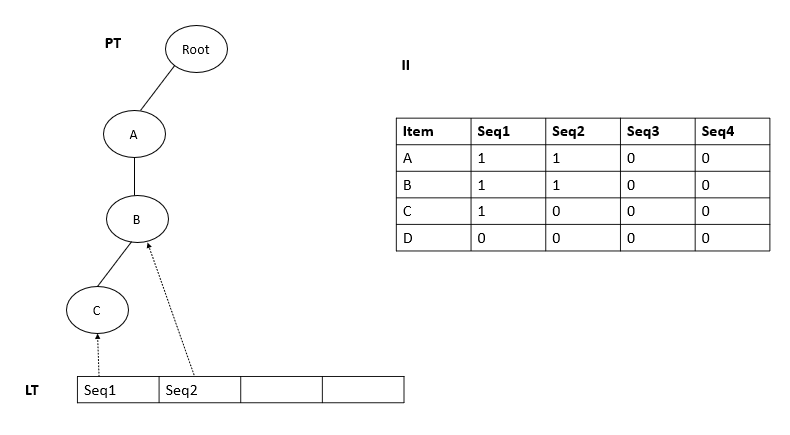 PT
Root
A
B
C
LT
Seq1 Seq2
II
Item Seq1 Seq2 Seq3 Seq4
A 1 1 0 0
B 1 1 0 0
C 1 0 0 0
D 0 0 0 0